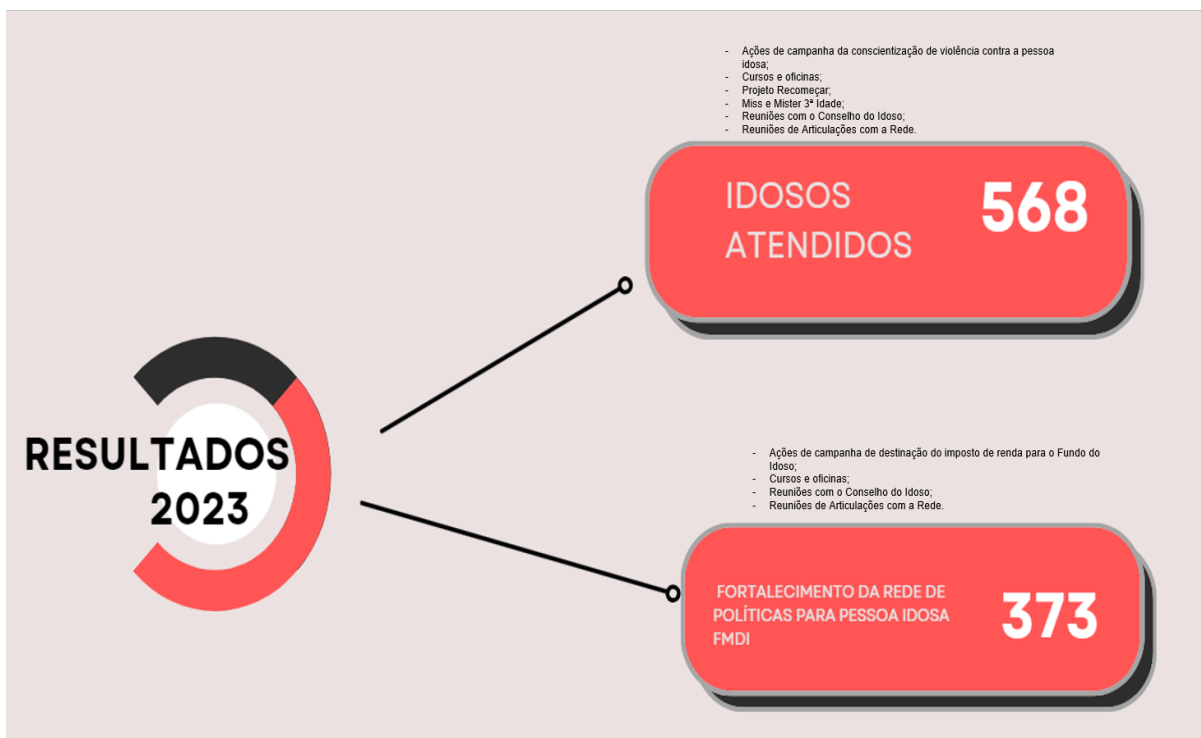 RESULTADOS
2023
- Ações de campanha da conscientização de violência contra a pessoa
idosa;
- Cursos e oficinas;
- Projeto Recomeçar;
- Miss e Mister 3ª Idade;
- Reuniões com o Conselho do Idoso;
- Reuniões de Articulações com a Rede.
IDOSOS
ATENDIDOS
568
- Ações de campanha de destinação do imposto de renda para o Fundo do
Idoso;
- Cursos e oficinas;
- Reuniões com o Conselho do Idoso;
- Reuniões de Articulações com a Rede.
FORTALECIMENTO DA REDE DE
POLÍTICAS PARA PESSOA IDOSA
FMDI
373